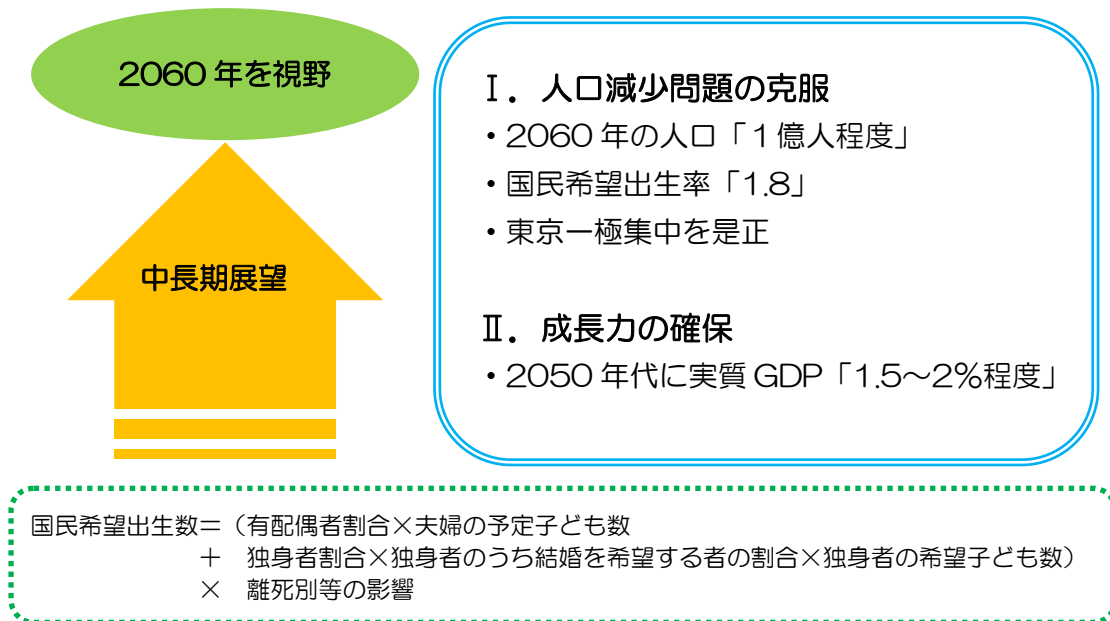 2060年を視野
中長期展望
Ⅰ．人口減少問題の克服
・2060年の人口「1億人程度」
・国民希望出生率「1.8」
・東京一極集中を是正
Ⅱ．成長力の確保
・2050年代に実質GDP「1.5～2%程度」
国民希望出生数＝（有配偶者割合×夫婦の予定子ども数
＋　独身者割合×独身者のうち結婚を希望する者の割合×独身者の希望子ども数）
×　離死別等の影響